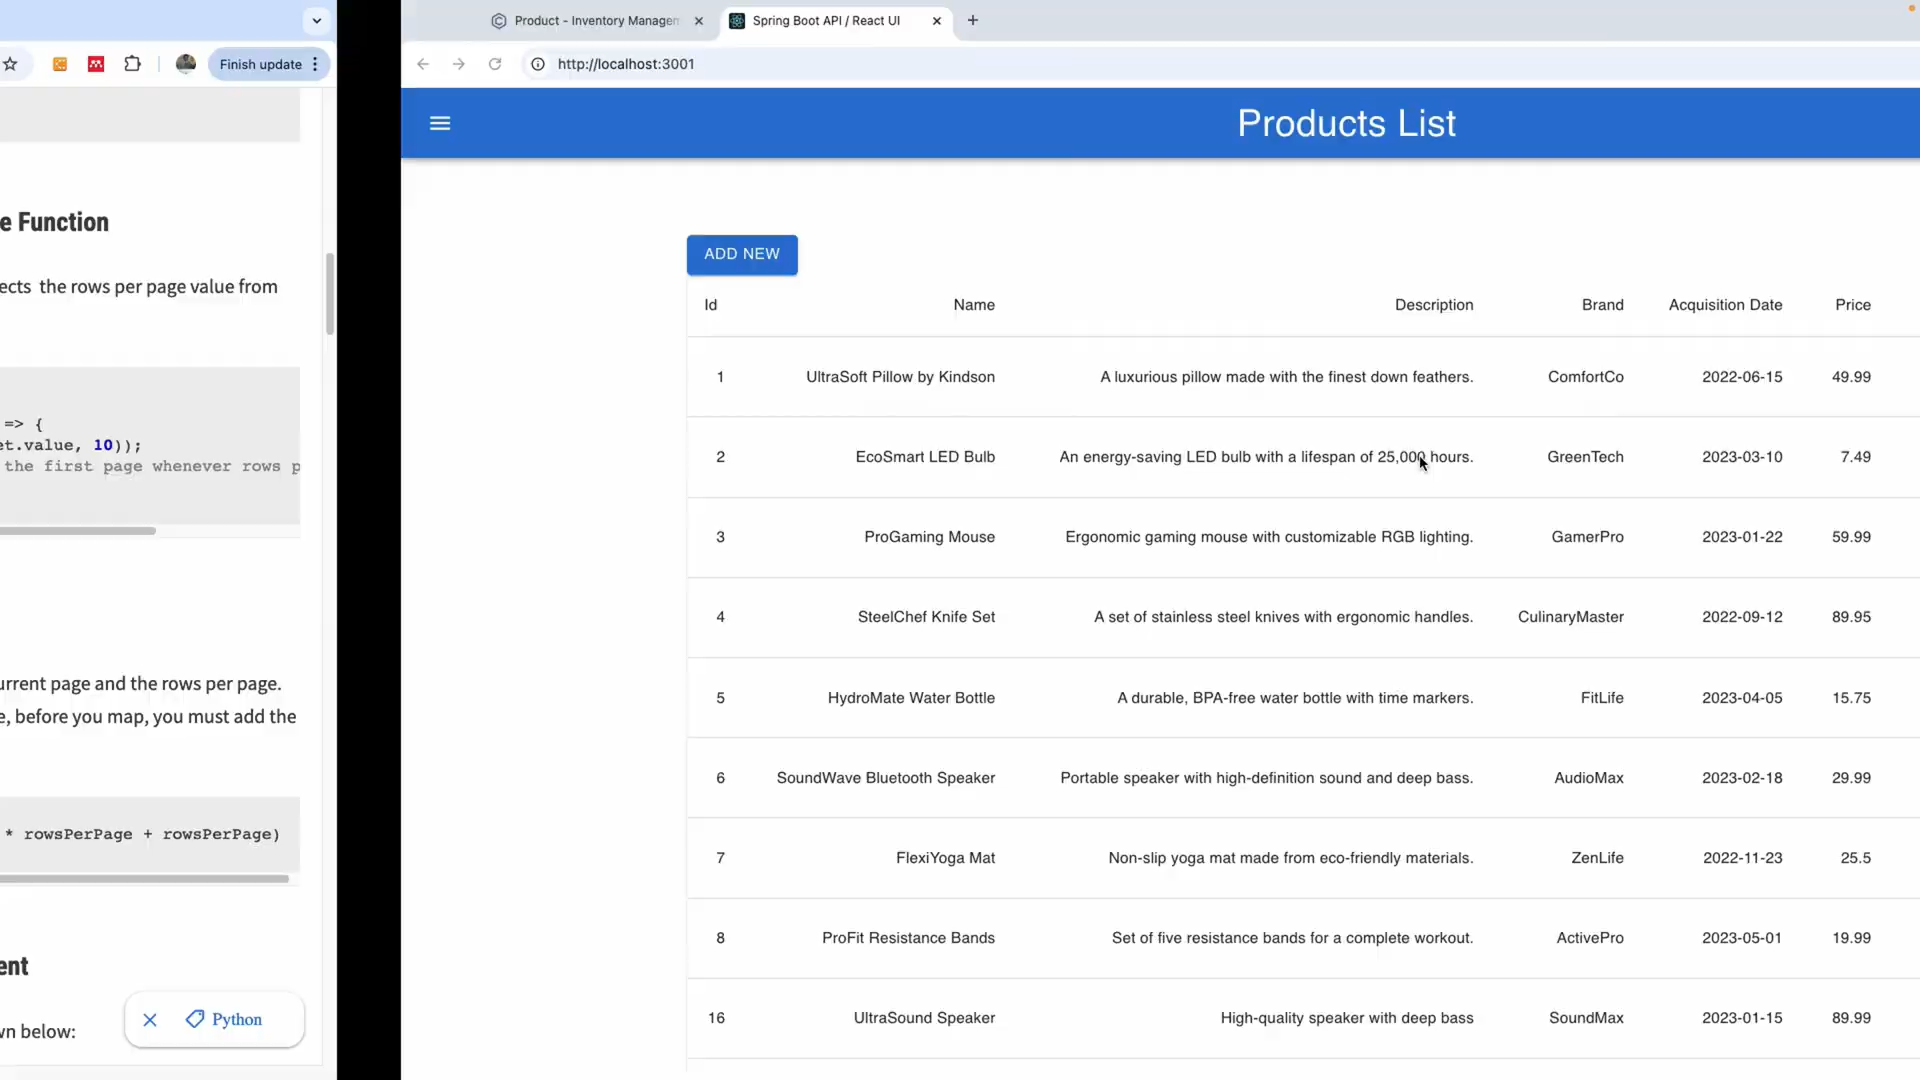 Finish update
e Function
ects the rows per page value from
=> {
et.value, 10));
the first page whenever rows p
urrent page and the rows per page.
e, before you map, you must add the
* rowsPerPage + rowsPerPage)
ent
wn below:
Python
Product - Inventory Managem
Spring Boot API / React UI
http://localhost:3001
Products List
ADD NEW
Id Name Description Brand Acquisition Date Price
1 UltraSoft Pillow by Kindson A luxurious pillow made with the finest down feathers. ComfortCo 2022-06-15 49.99
2 EcoSmart LED Bulb An energy-saving LED bulb with a lifespan of 25,000 hours. GreenTech 2023-03-10 7.49
3 ProGaming Mouse Ergonomic gaming mouse with customizable RGB lighting. GamerPro 2023-01-22 59.99
4 SteelChef Knife Set A set of stainless steel knives with ergonomic handles. CulinaryMaster 2022-09-12 89.95
5 HydroMate Water Bottle A durable, BPA-free water bottle with time markers. FitLife 2023-04-05 15.75
6 SoundWave Bluetooth Speaker Portable speaker with high-definition sound and deep bass. AudioMax 2023-02-18 29.99
7 FlexiYoga Mat Non-slip yoga mat made from eco-friendly materials. ZenLife 2022-11-23 25.5
8 ProFit Resistance Bands Set of five resistance bands for a complete workout. ActivePro 2023-05-01 19.99
16 UltraSound Speaker High-quality speaker with deep bass SoundMax 2023-01-15 89.99